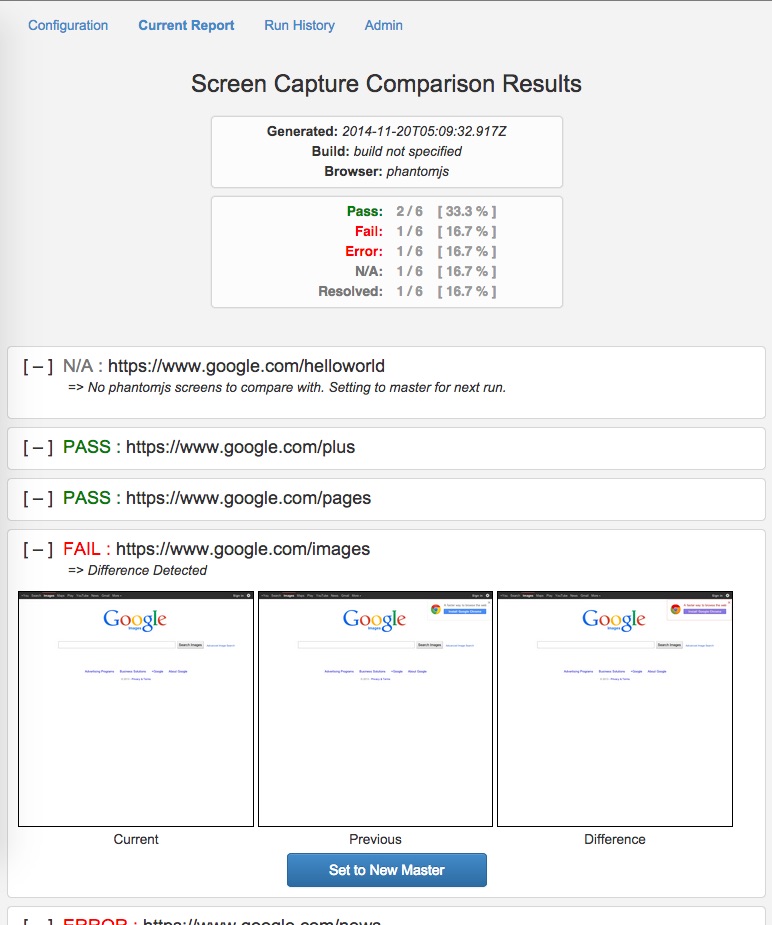 Configuration Current Report Run History Admin
Screen Capture Comparison Results
Generated: 2014-11-20T05:09:32.917Z
Build: build not specified
Browser: phantomjs
Pass: 2 / 6 [ 33.3 % ]
Fail: 1 / 6 [ 16.7 % ]
Error: 1 / 6 [ 16.7 % ]
N/A: 1 / 6 [ 16.7 % ]
Resolved: 1 / 6 [ 16.7 % ]
[ – ] N/A : https://www.google.com/helloworld
=> No phantomjs screens to compare with. Setting to master for next run.
[ – ] PASS : https://www.google.com/plus
[ – ] PASS : https://www.google.com/pages
[ – ] FAIL : https://www.google.com/images
=> Difference Detected
Google Google Google
Images Images Images
Search Images Search Images Search Images
Advertising Programs Business Solutions +Google About Google Advertising Programs Business Solutions +Google About Google Advertising Programs Business Solutions +Google About Google
Current Previous Difference
Set to New Master
[ – ] ERROR : https://www.google.com/news